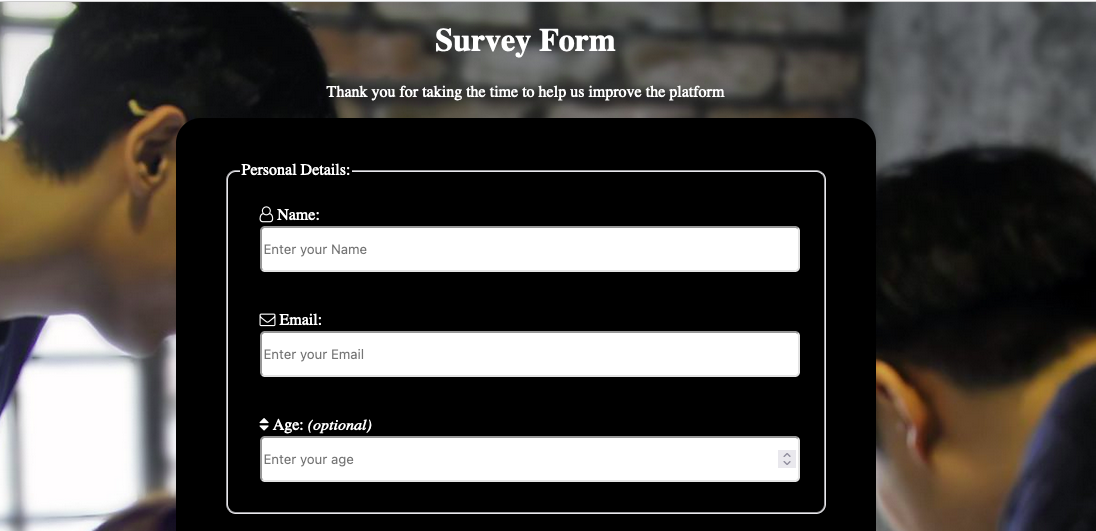 Survey Form
Thank you for taking the time to help us improve the platform
Personal Details:
Name:
Enter your Name
Email:
Enter your Email
Age: (optional)
Enter your age